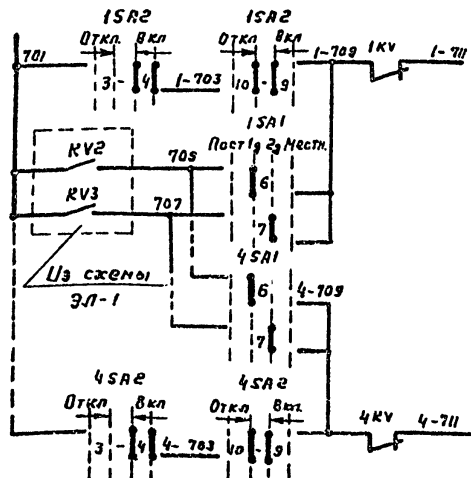 1SA2 1SA2
Откл. Вкл Откл Вкл
701 3 - 4 1-703 10 - 9 1-709 1KV 1-711
1SA1
KV2 705 Пост 1д 2д Местн.
6
KV3 707
7
Из схемы
ЭЛ-1
4SA1
6 4-709
7
4SA2 4SA2
Откл Вкл Откл Вкл.
3 - 4 4-703 10 - 9 4KV 4-711